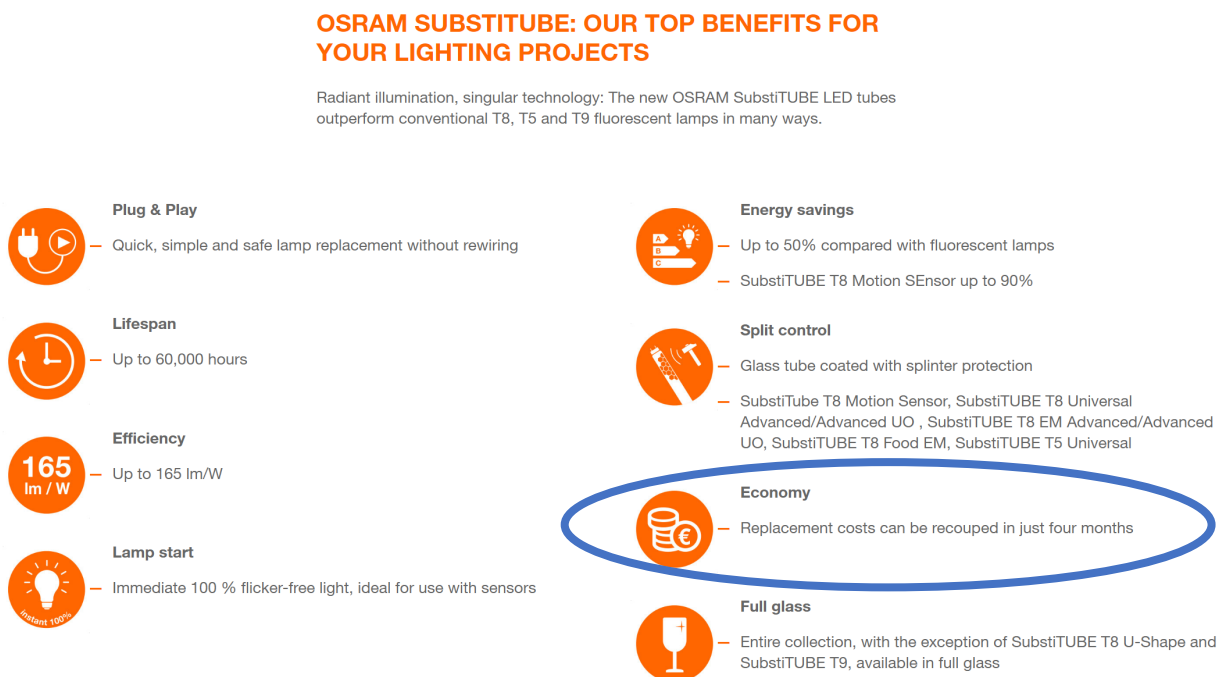 OSRAM SUBSTITUBE: OUR TOP BENEFITS FOR
YOUR LIGHTING PROJECTS
Radiant illumination, singular technology: The new OSRAM SubstiTUBE LED tubes
outperform conventional T8, T5 and T9 fluorescent lamps in many ways.
Plug & Play
Quick, simple and safe lamp replacement without rewiring
Lifespan
Up to 60,000 hours
Efficiency
165
lm / W
Up to 165 lm/W
Lamp start
Immediate 100 % flicker-free light, ideal for use with sensors
instant 100%
Energy savings
A
B
C
Up to 50% compared with fluorescent lamps
SubstiTUBE T8 Motion SEnsor up to 90%
Split control
Glass tube coated with splinter protection
SubstiTube T8 Motion Sensor, SubstiTUBE T8 Universal
Advanced/Advanced UO , SubstiTUBE T8 EM Advanced/Advanced
UO, SubstiTUBE T8 Food EM, SubstiTUBE T5 Universal
Economy
€
Replacement costs can be recouped in just four months
Full glass
Entire collection, with the exception of SubstiTUBE T8 U-Shape and
SubstiTUBE T9, available in full glass